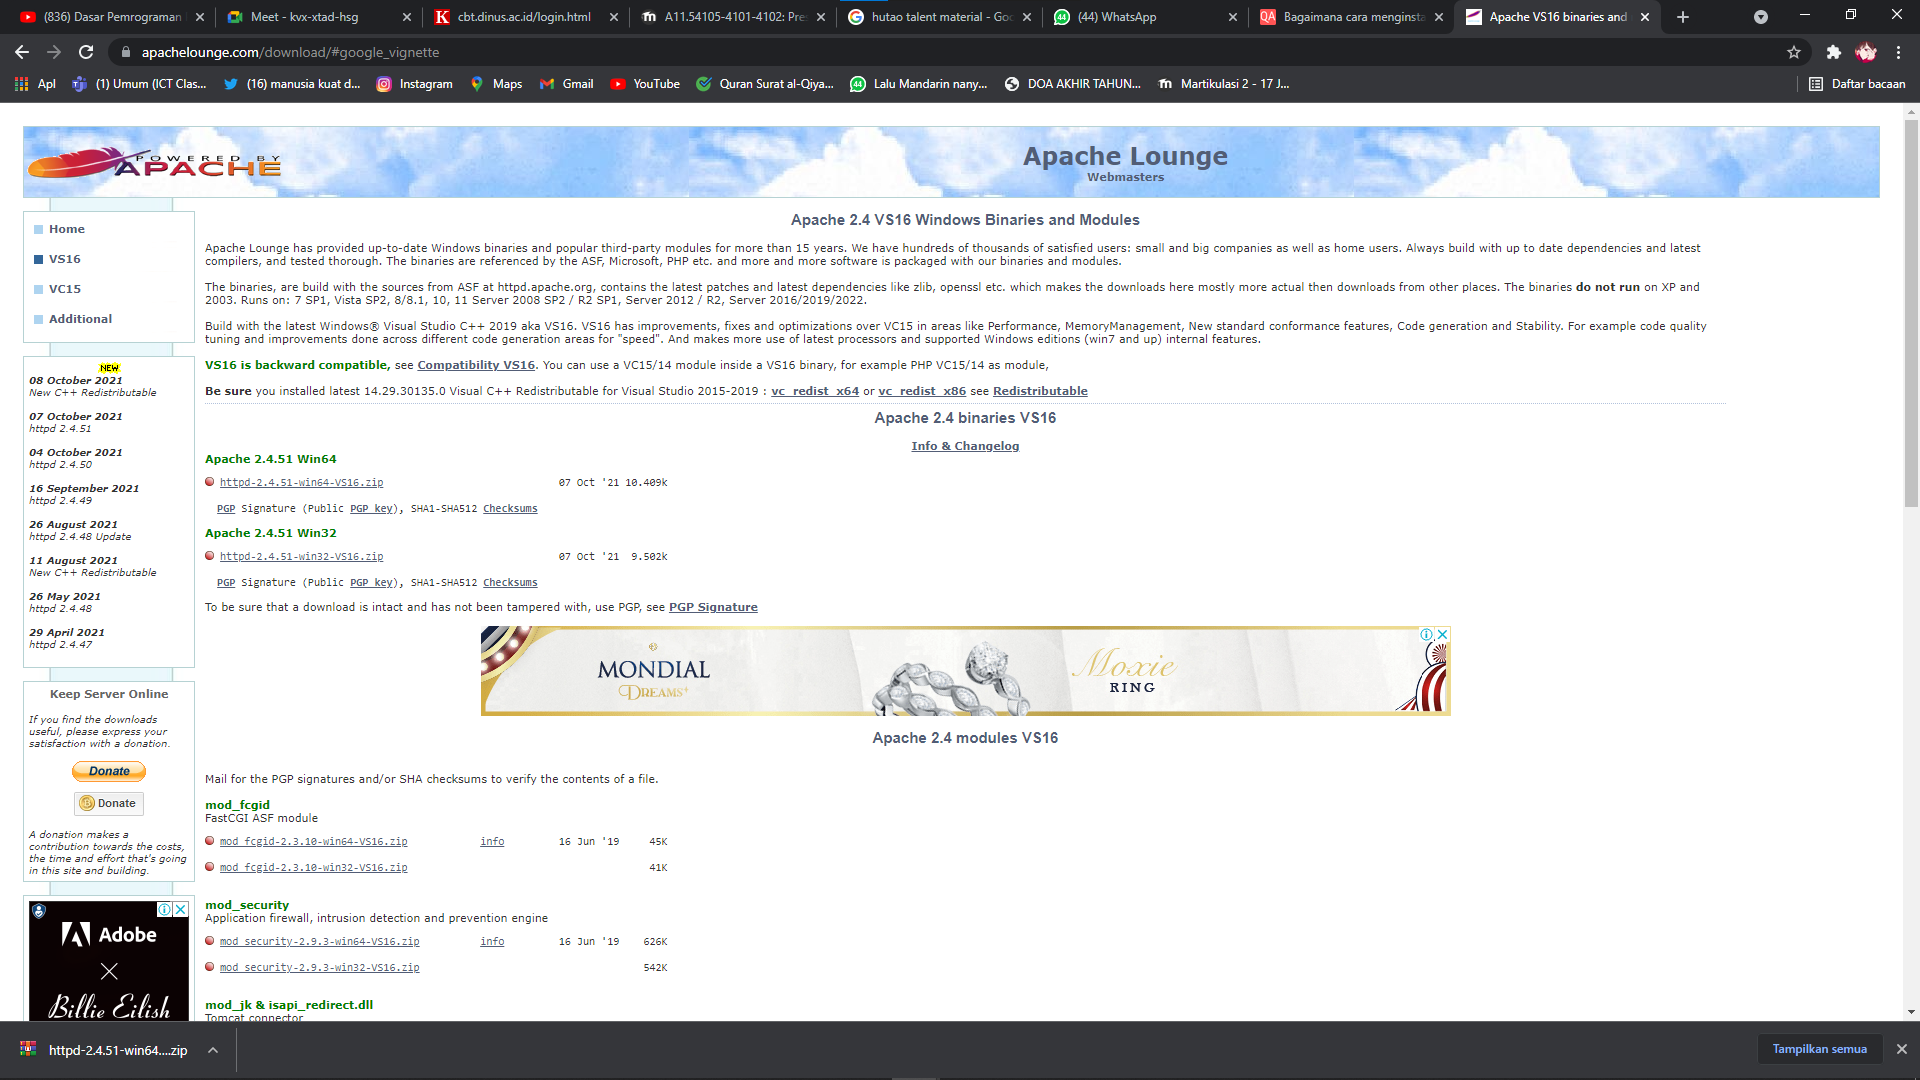 (836) Dasar Pemrograman
Meet - kvx-xtad-hsg
cbt.dinus.ac.id/login.html
A11.54105-4101-4102: Pre
hutao talent material - Goo
(44) WhatsApp
Bagaimana cara menginsta
Apache VS16 binaries and
apachelounge.com/download/#google_vignette
Apl
(1) Umum (ICT Clas...
(16) manusia kuat d...
Instagram
Maps
Gmail
YouTube
Quran Surat al-Qiya...
Lalu Mandarin nany...
DOA AKHIR TAHUN...
Martikulasi 2 - 17 J...
Daftar bacaan
POWERED BY
APACHE
Apache Lounge
Webmasters
Home
VS16
VC15
Additional
NEW
08 October 2021
New C++ Redistributable
07 October 2021
httpd 2.4.51
04 October 2021
httpd 2.4.50
16 September 2021
httpd 2.4.49
26 August 2021
httpd 2.4.48 Update
11 August 2021
New C++ Redistributable
26 May 2021
httpd 2.4.48
29 April 2021
httpd 2.4.47
Keep Server Online
If you find the downloads
useful, please express your
satisfaction with a donation.
Donate
Donate
A donation makes a
contribution towards the costs,
the time and effort that's going
in this site and building.
Adobe
Billie Eilish
Apache 2.4 VS16 Windows Binaries and Modules
Apache Lounge has provided up-to-date Windows binaries and popular third-party modules for more than 15 years. We have hundreds of thousands of satisfied users: small and big companies as well as home users. Always build with up to date dependencies and latest
compilers, and tested thorough. The binaries are referenced by the ASF, Microsoft, PHP etc. and more and more software is packaged with our binaries and modules.
The binaries, are build with the sources from ASF at httpd.apache.org, contains the latest patches and latest dependencies like zlib, openssl etc. which makes the downloads here mostly more actual then downloads from other places. The binaries do not run on XP and
2003. Runs on: 7 SP1, Vista SP2, 8/8.1, 10, 11 Server 2008 SP2 / R2 SP1, Server 2012 / R2, Server 2016/2019/2022.
Build with the latest Windows® Visual Studio C++ 2019 aka VS16. VS16 has improvements, fixes and optimizations over VC15 in areas like Performance, MemoryManagement, New standard conformance features, Code generation and Stability. For example code quality
tuning and improvements done across different code generation areas for "speed". And makes more use of latest processors and supported Windows editions (win7 and up) internal features.
VS16 is backward compatible, see Compatibility VS16. You can use a VC15/14 module inside a VS16 binary, for example PHP VC15/14 as module,
Be sure you installed latest 14.29.30135.0 Visual C++ Redistributable for Visual Studio 2015-2019 : vc_redist_x64 or vc_redist_x86 see Redistributable
Apache 2.4 binaries VS16
Info & Changelog
Apache 2.4.51 Win64
httpd-2.4.51-win64-VS16.zip 07 Oct '21 10.409k
PGP Signature (Public PGP key), SHA1-SHA512 Checksums
Apache 2.4.51 Win32
httpd-2.4.51-win32-VS16.zip 07 Oct '21 9.502k
PGP Signature (Public PGP key), SHA1-SHA512 Checksums
To be sure that a download is intact and has not been tampered with, use PGP, see PGP Signature
MONDIAL
DREAMS+
Moxie
RING
Apache 2.4 modules VS16
Mail for the PGP signatures and/or SHA checksums to verify the contents of a file.
mod_fcgid
FastCGI ASF module
mod_fcgid-2.3.10-win64-VS16.zip info 16 Jun '19 45K
mod_fcgid-2.3.10-win32-VS16.zip 41K
mod_security
Application firewall, intrusion detection and prevention engine
mod_security-2.9.3-win64-VS16.zip info 16 Jun '19 626K
mod_security-2.9.3-win32-VS16.zip 542K
mod_jk & isapi_redirect.dll
Tomcat connector
httpd-2.4.51-win64....zip
Tampilkan semua